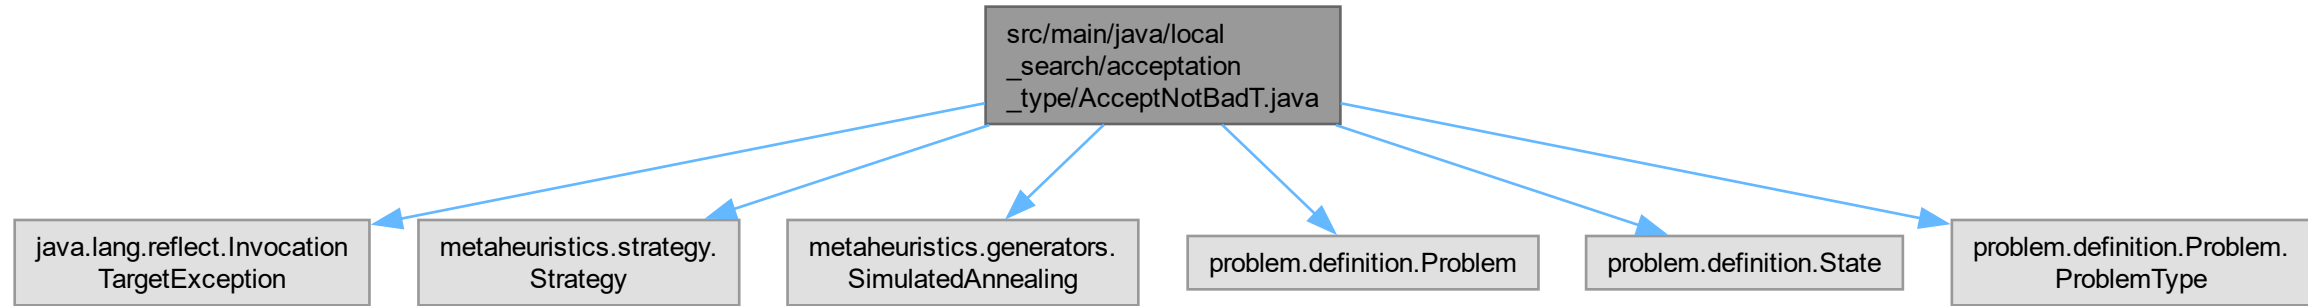 src/main/java/local
_search/acceptation
_type/AcceptNotBadT.java
java.lang.reflect.Invocation
TargetException
metaheuristics.strategy.
Strategy
metaheuristics.generators.
SimulatedAnnealing
problem.definition.Problem
problem.definition.State
problem.definition.Problem.
ProblemType